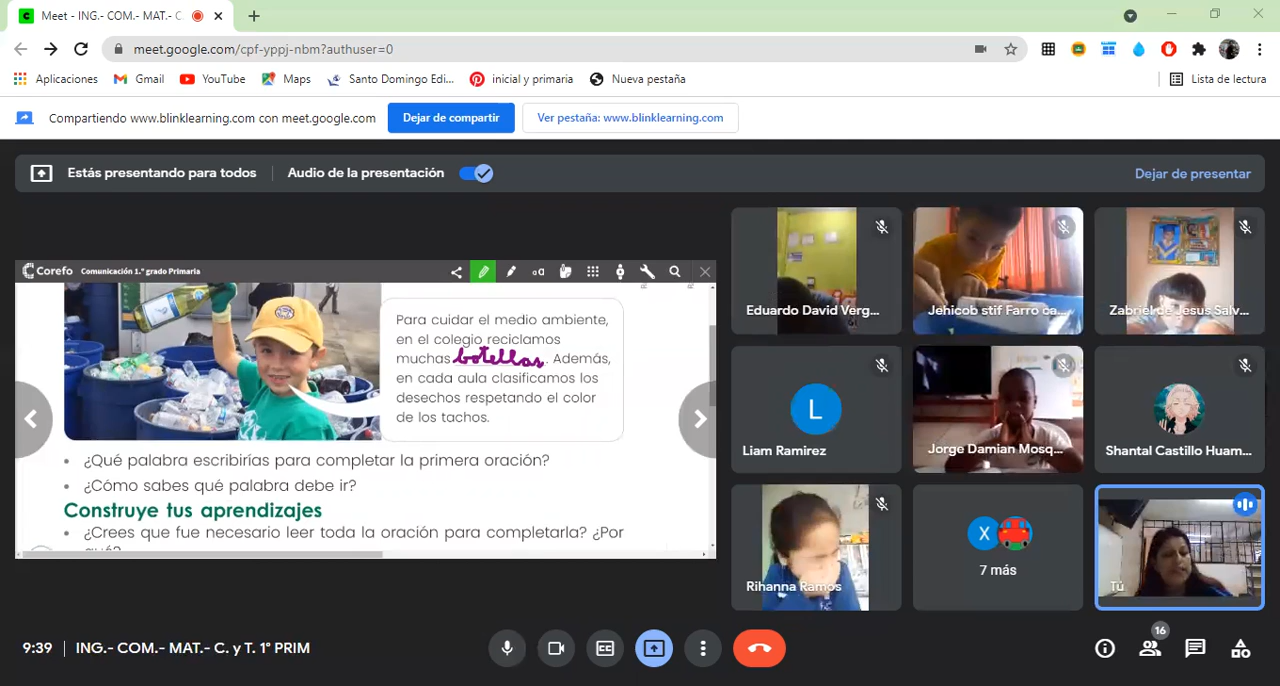 Meet - ING.- COM.- MAT.- C.
meet.google.com/cpf-yppj-nbm?authuser=0
Aplicaciones
Gmail
YouTube
Maps
Santo Domingo Edi...
inicial y primaria
Nueva pestaña
Lista de lectura
Compartiendo www.blinklearning.com con meet.google.com
Dejar de compartir
Ver pestaña: www.blinklearning.com
Estás presentando para todos
Audio de la presentación
Dejar de presentar
Corefo
Comunicación 1.° grado Primaria
aa
Para cuidar el medio ambiente,
en el colegio reciclamos
muchas botellas. Además,
en cada aula clasificamos los
desechos respetando el color
de los tachos.
• ¿Qué palabra escribirías para completar la primera oración?
• ¿Cómo sabes qué palabra debe ir?
Construye tus aprendizajes
• ¿Crees que fue necesario leer toda la oración para completarla? ¿Por
qué?
Eduardo David Verg...
Jehicob stif Farro ca...
Zabriel de Jesus Salv...
L
Liam Ramirez
Jorge Damian Mosq...
Shantal Castillo Huam...
Rihanna Ramos
X
7 más
Tú
9:39
ING.- COM.- MAT.- C. y T. 1° PRIM
CC
16